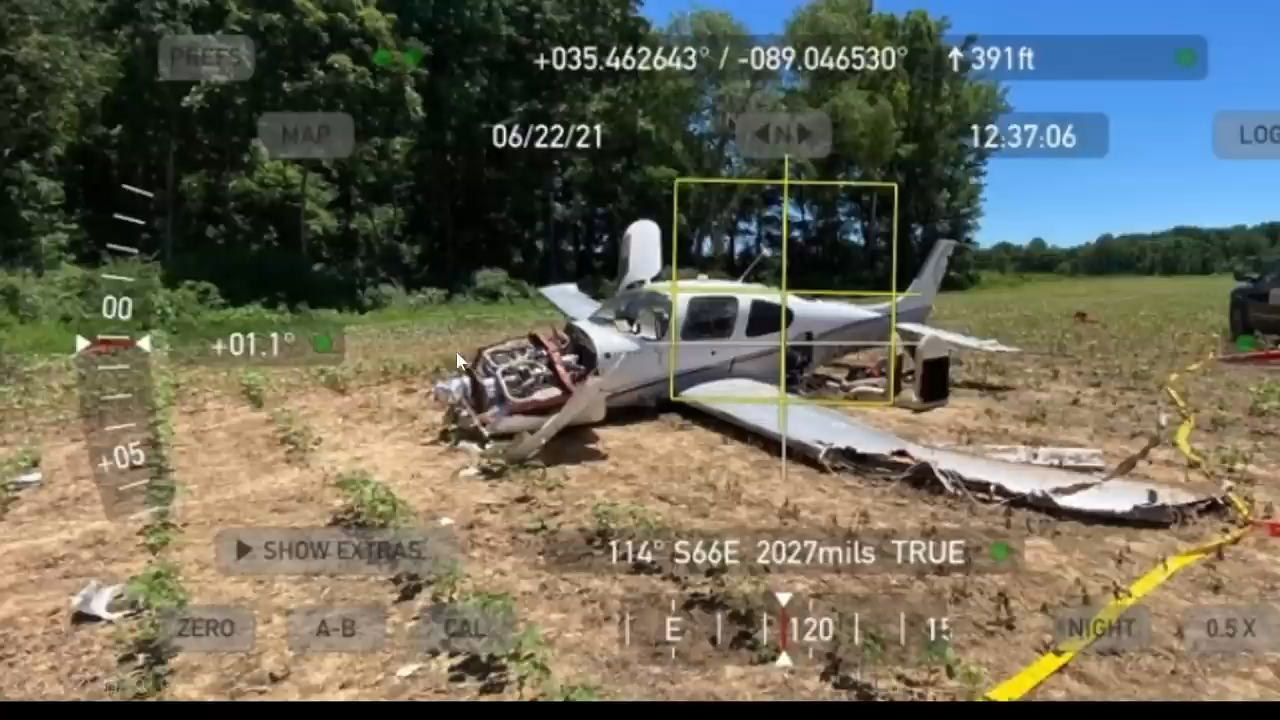 PREFS
+035.462643° / -089.046530° ↑391ft
MAP
06/22/21
◀N▶
12:37:06
LOG
00
+01.1°
+05
▶ SHOW EXTRAS
114° S66E 2027mils TRUE
ZERO
A-B
CAL
E
120
15
NIGHT
0.5 X